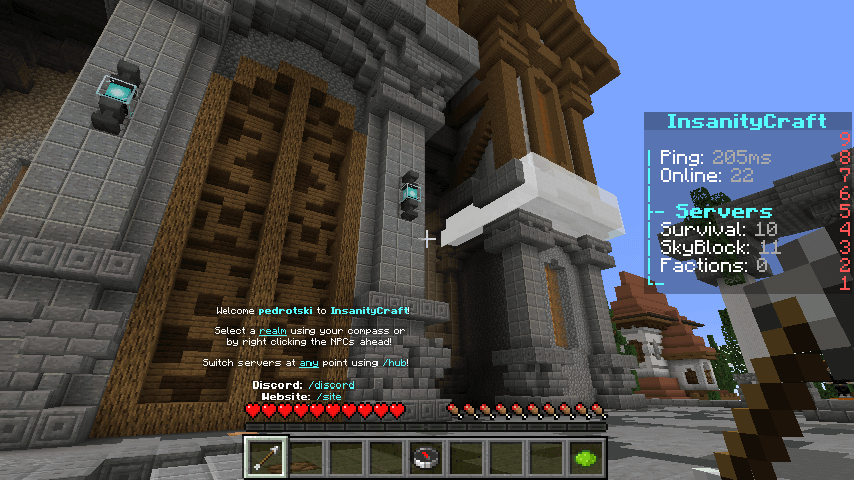 InsanityCraft
9
Ping: 205ms 8
Online: 22 7
6
Servers 5
Survival: 10 4
SkyBlock: 11 3
Factions: 0 2
1
Welcome pedrotski to InsanityCraft!
Select a realm using your compass or
by right clicking the NPCs ahead!
Switch servers at any point using /hub!
Discord: /discord
Website: /site